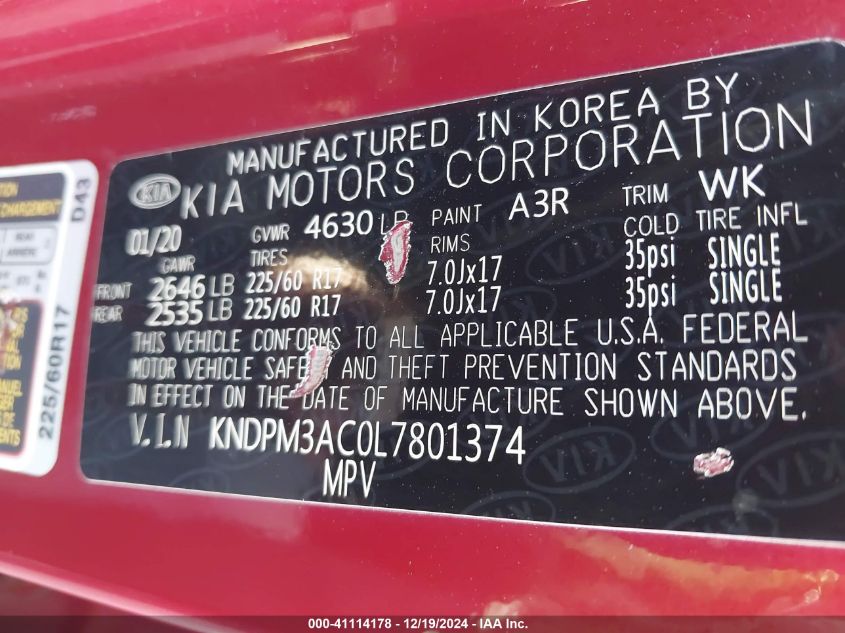 MANUFACTURED IN KOREA BY
KIA KIA MOTORS CORPORATION
01/20 GVWR 4630 LB PAINT A3R TRIM WK
GAWR TIRES RIMS COLD TIRE INFL
FRONT 2646 LB 225/60 R17 7.0Jx17 35psi SINGLE
REAR 2535 LB 225/60 R17 7.0Jx17 35psi SINGLE
THIS VEHICLE CONFORMS TO ALL APPLICABLE U.S.A. FEDERAL
MOTOR VEHICLE AND THEFT PREVENTION STANDARDS
IN EFFECT ON THE DATE OF MANUFACTURE SHOWN ABOVE.
V.I.N KNDPM3AC0L7801374
MPV
D43
225/60R17
000-41114178 - 12/19/2024 - IAA Inc.